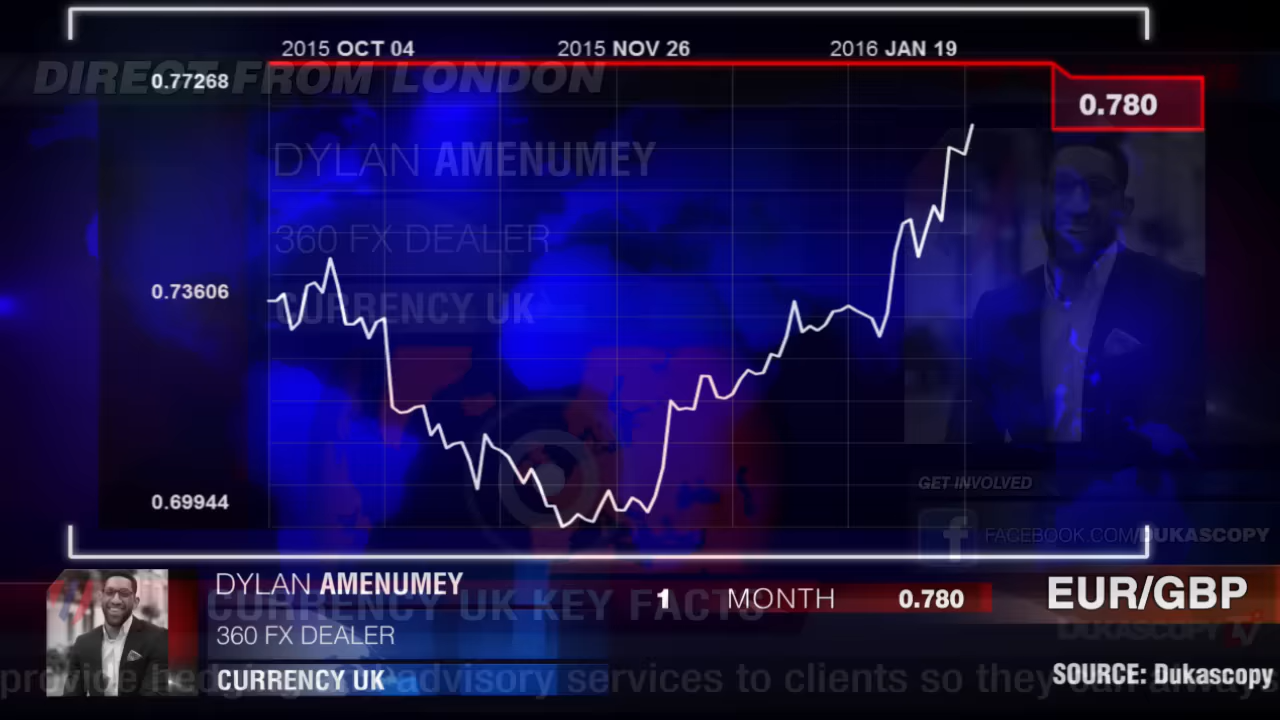 2015 OCT 04
2015 NOV 26
2016 JAN 19
DIRECT FROM LONDON
0.77268
0.780
DYLAN AMENUMEY
360 FX DEALER
0.73606
CURRENCY UK
0.69944
GET INVOLVED
FACEBOOK.COM/DUKASCOPY
DYLAN AMENUMEY
1 MONTH 0.780
EUR/GBP
CURRENCY UK KEY FACTS
360 FX DEALER
DUKASCOPY TV
CURRENCY UK
provide hedging advisory services to clients so they can always
SOURCE: Dukascopy